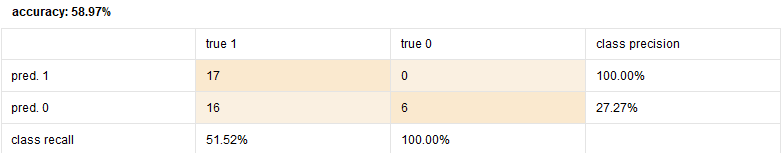 accuracy: 58.97%
true 1 true 0 class precision
pred. 1 17 0 100.00%
pred. 0 16 6 27.27%
class recall 51.52% 100.00%